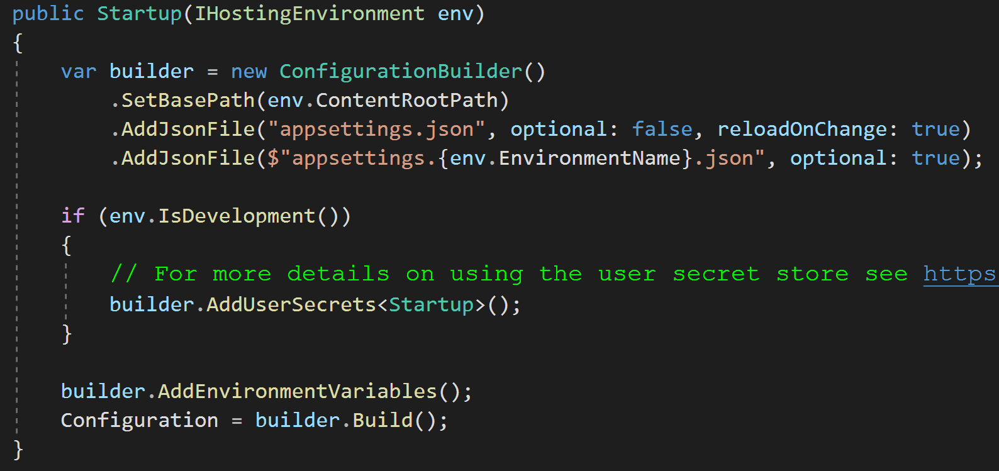 public Startup(IHostingEnvironment env)
{
    var builder = new ConfigurationBuilder()
        .SetBasePath(env.ContentRootPath)
        .AddJsonFile("appsettings.json", optional: false, reloadOnChange: true)
        .AddJsonFile($"appsettings.{env.EnvironmentName}.json", optional: true);

    if (env.IsDevelopment())
    {
        // For more details on using the user secret store see https
        builder.AddUserSecrets<Startup>();
    }

    builder.AddEnvironmentVariables();
    Configuration = builder.Build();
}